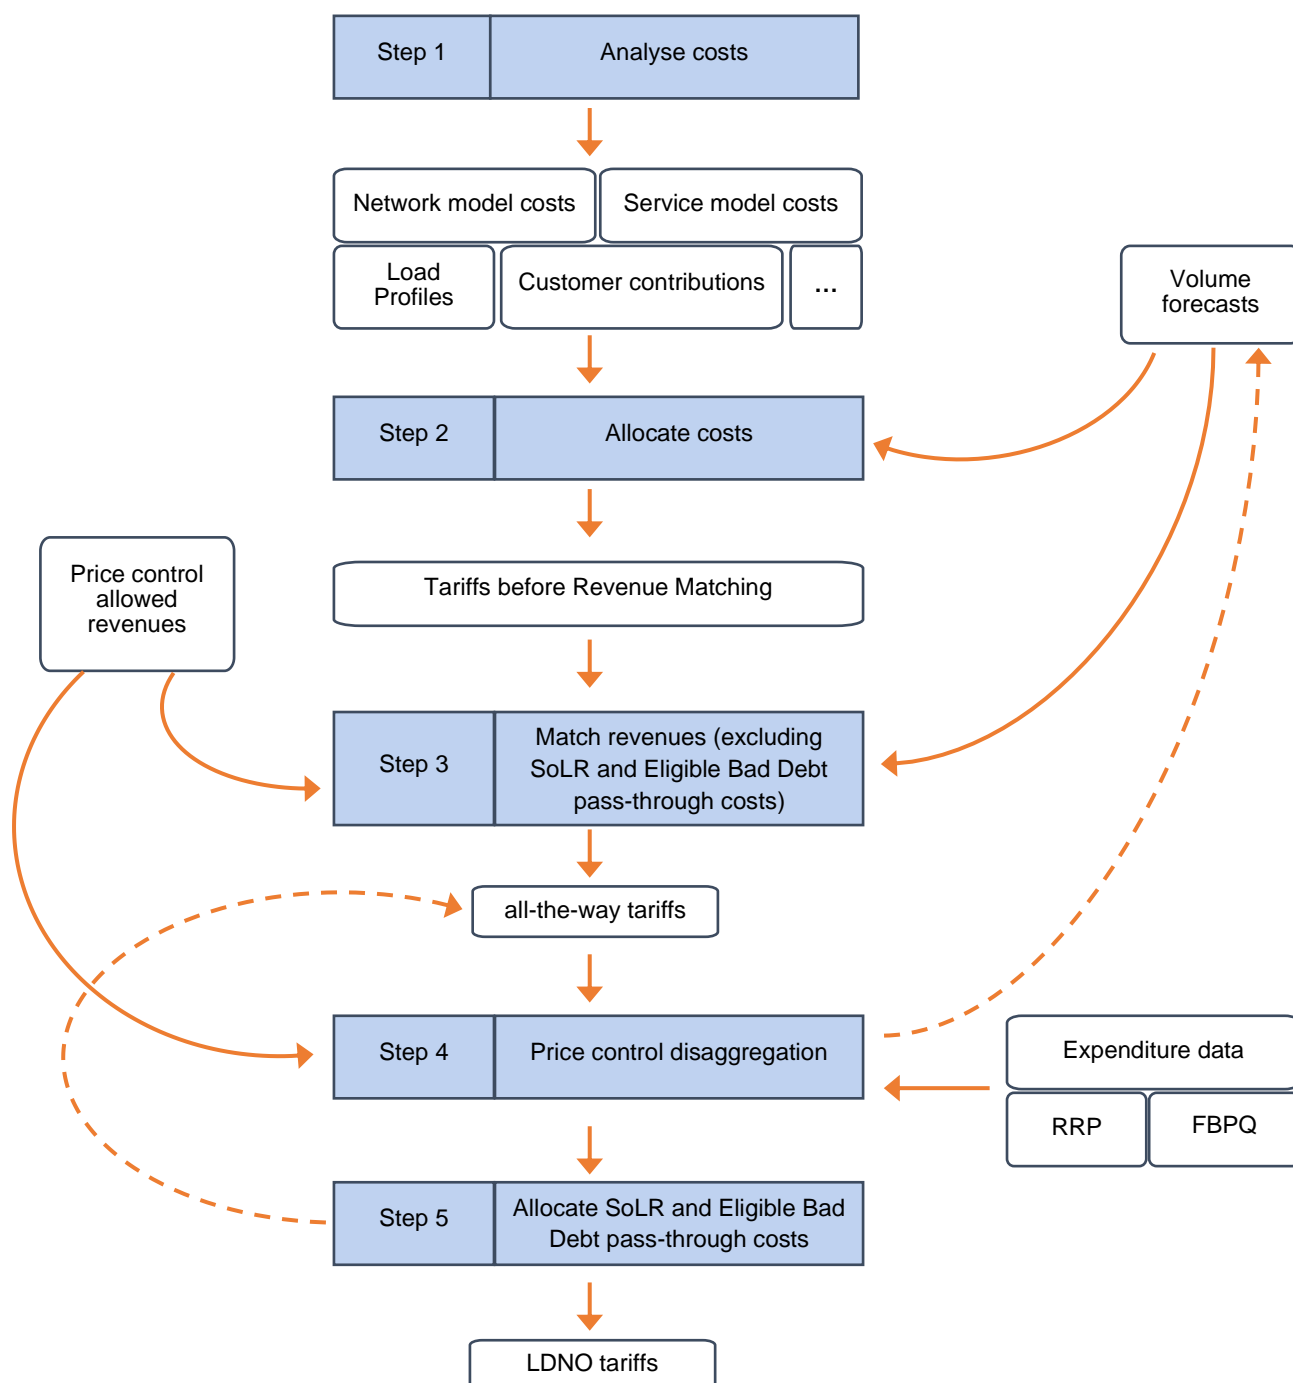 Step 1
Analyse costs
Network model costs
Service model costs
Load
Profiles
Customer contributions
...
Volume
forecasts
Step 2
Allocate costs
Price control
allowed
revenues
Tariffs before Revenue Matching
Step 3
Match revenues (excluding
SoLR and Eligible Bad Debt
pass-through costs)
all-the-way tariffs
Step 4
Price control disaggregation
Expenditure data
RRP
FBPQ
Step 5
Allocate SoLR and Eligible Bad
Debt pass-through costs
LDNO tariffs